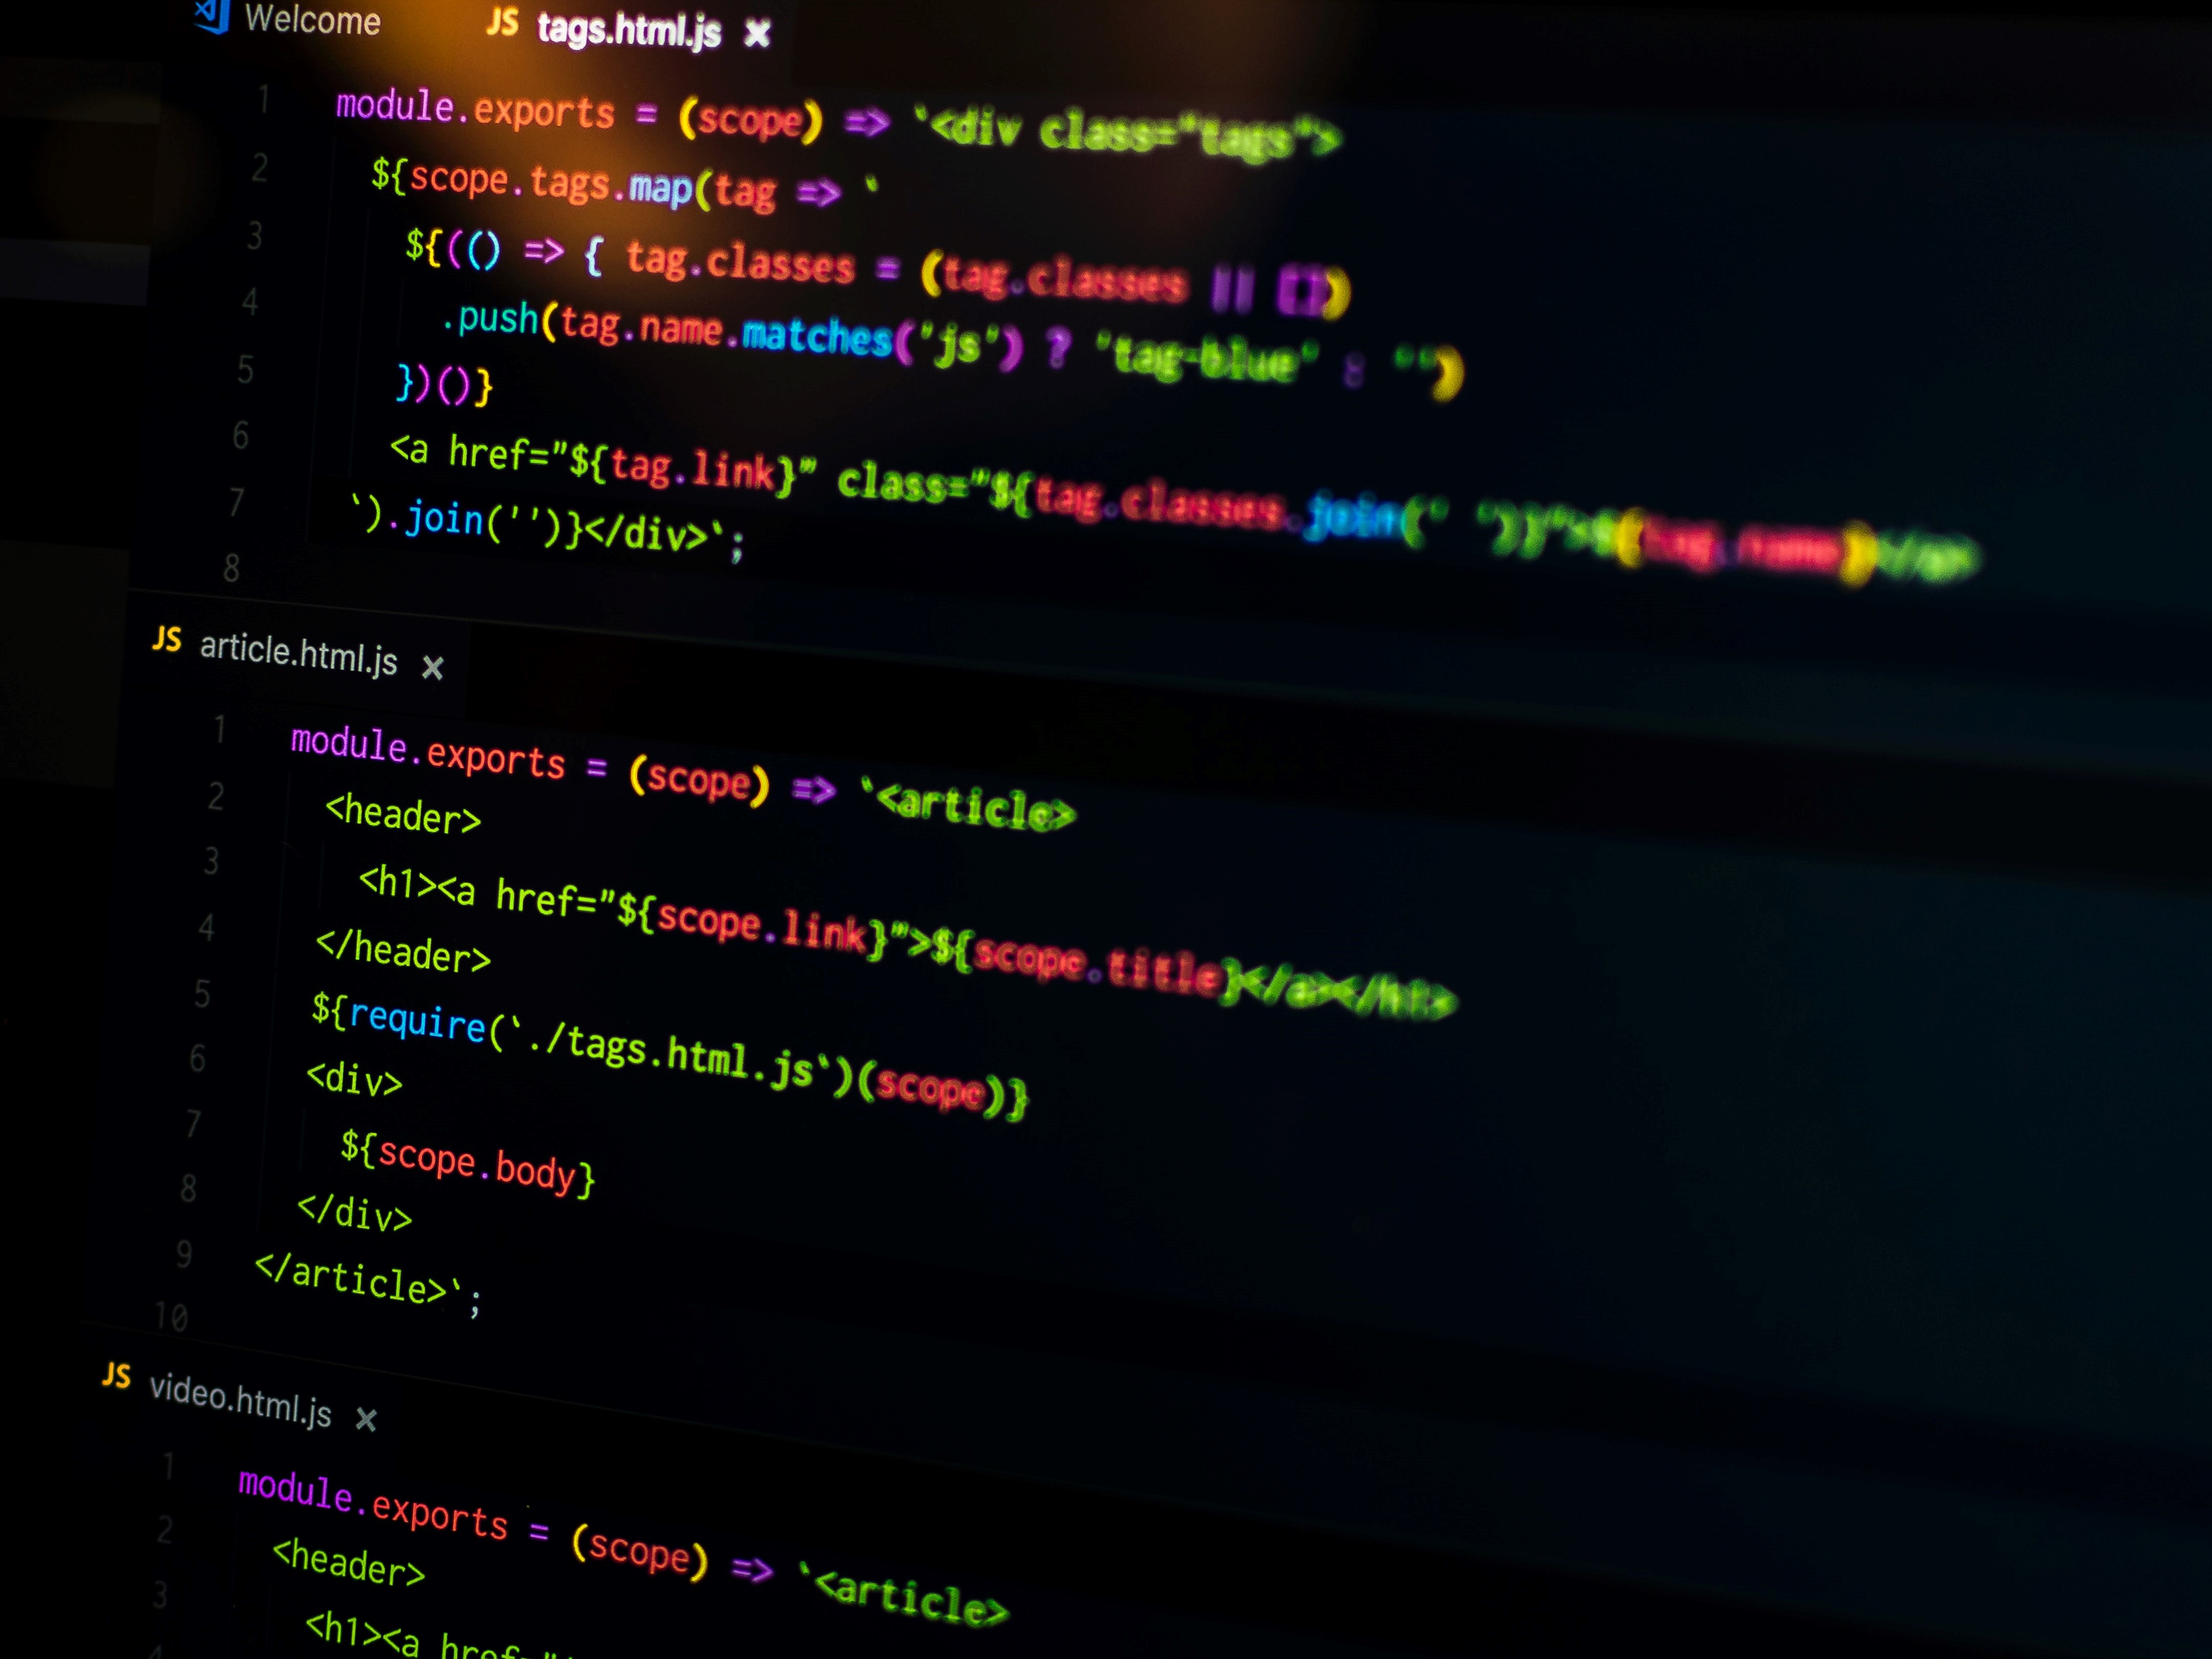 Welcome JS tags.html.js ×
1 module.exports = (scope) => `<div class="tags">
2 ${scope.tags.map(tag => `
3 ${(() => { tag.classes = (tag.classes || [])
4 .push(tag.name.matches('js') ? 'tag-blue' : '')
5 })()}
6 <a href="${tag.link}" class="${tag.classes.join(' ')}">${tag.name}</a>
7 `).join('')}</div>`;
8
JS article.html.js ×
1 module.exports = (scope) => `<article>
2 <header>
3 <h1><a href="${scope.link}">${scope.title}</a></h1>
4 </header>
5 ${require(`./tags.html.js`)(scope)}
6 <div>
7 ${scope.body}
8 </div>
9 </article>`;
10
JS video.html.js ×
1 module.exports = (scope) => `<article>
2 <header>
3 <h1><a href="
4